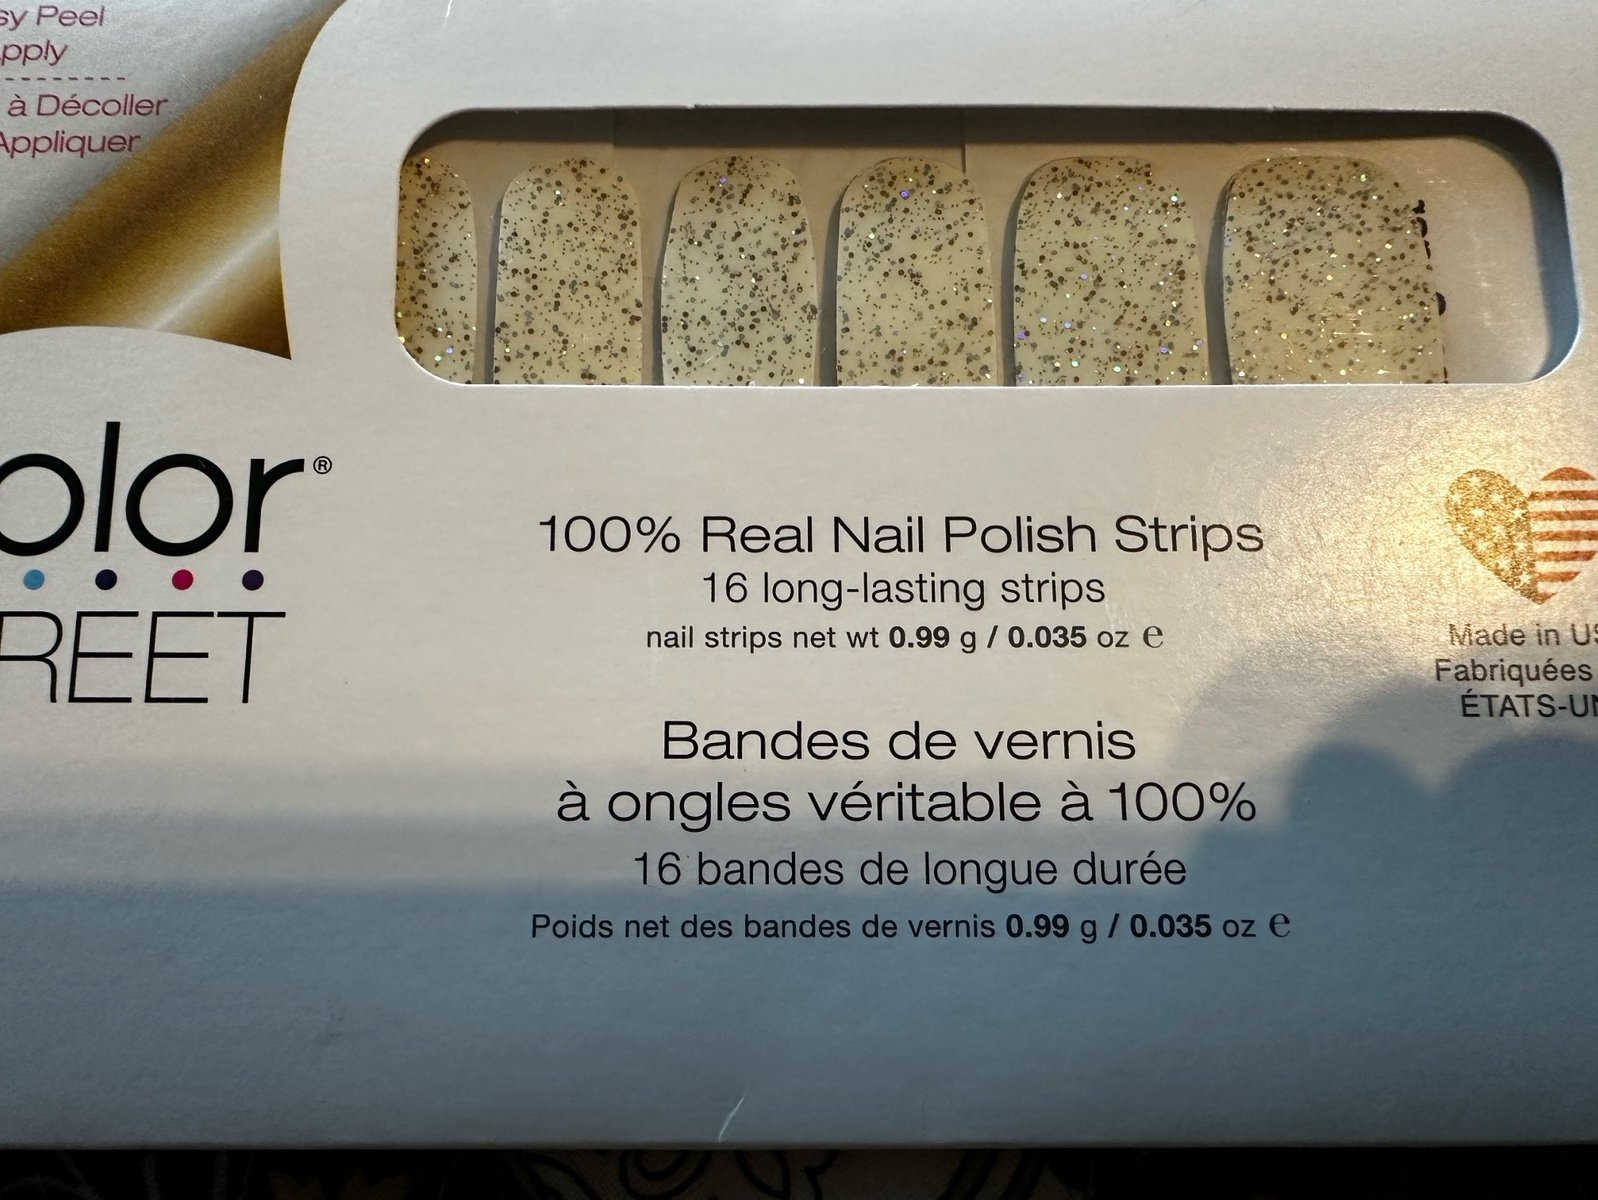 sy Peel
pply
à Décoller
Appliquer
olor®
REET
100% Real Nail Polish Strips
16 long-lasting strips
nail strips net wt 0.99 g / 0.035 oz ℮
Bandes de vernis
à ongles véritable à 100%
16 bandes de longue durée
Poids net des bandes de vernis 0.99 g / 0.035 oz ℮
Made in US
Fabriquées
ÉTATS-UN